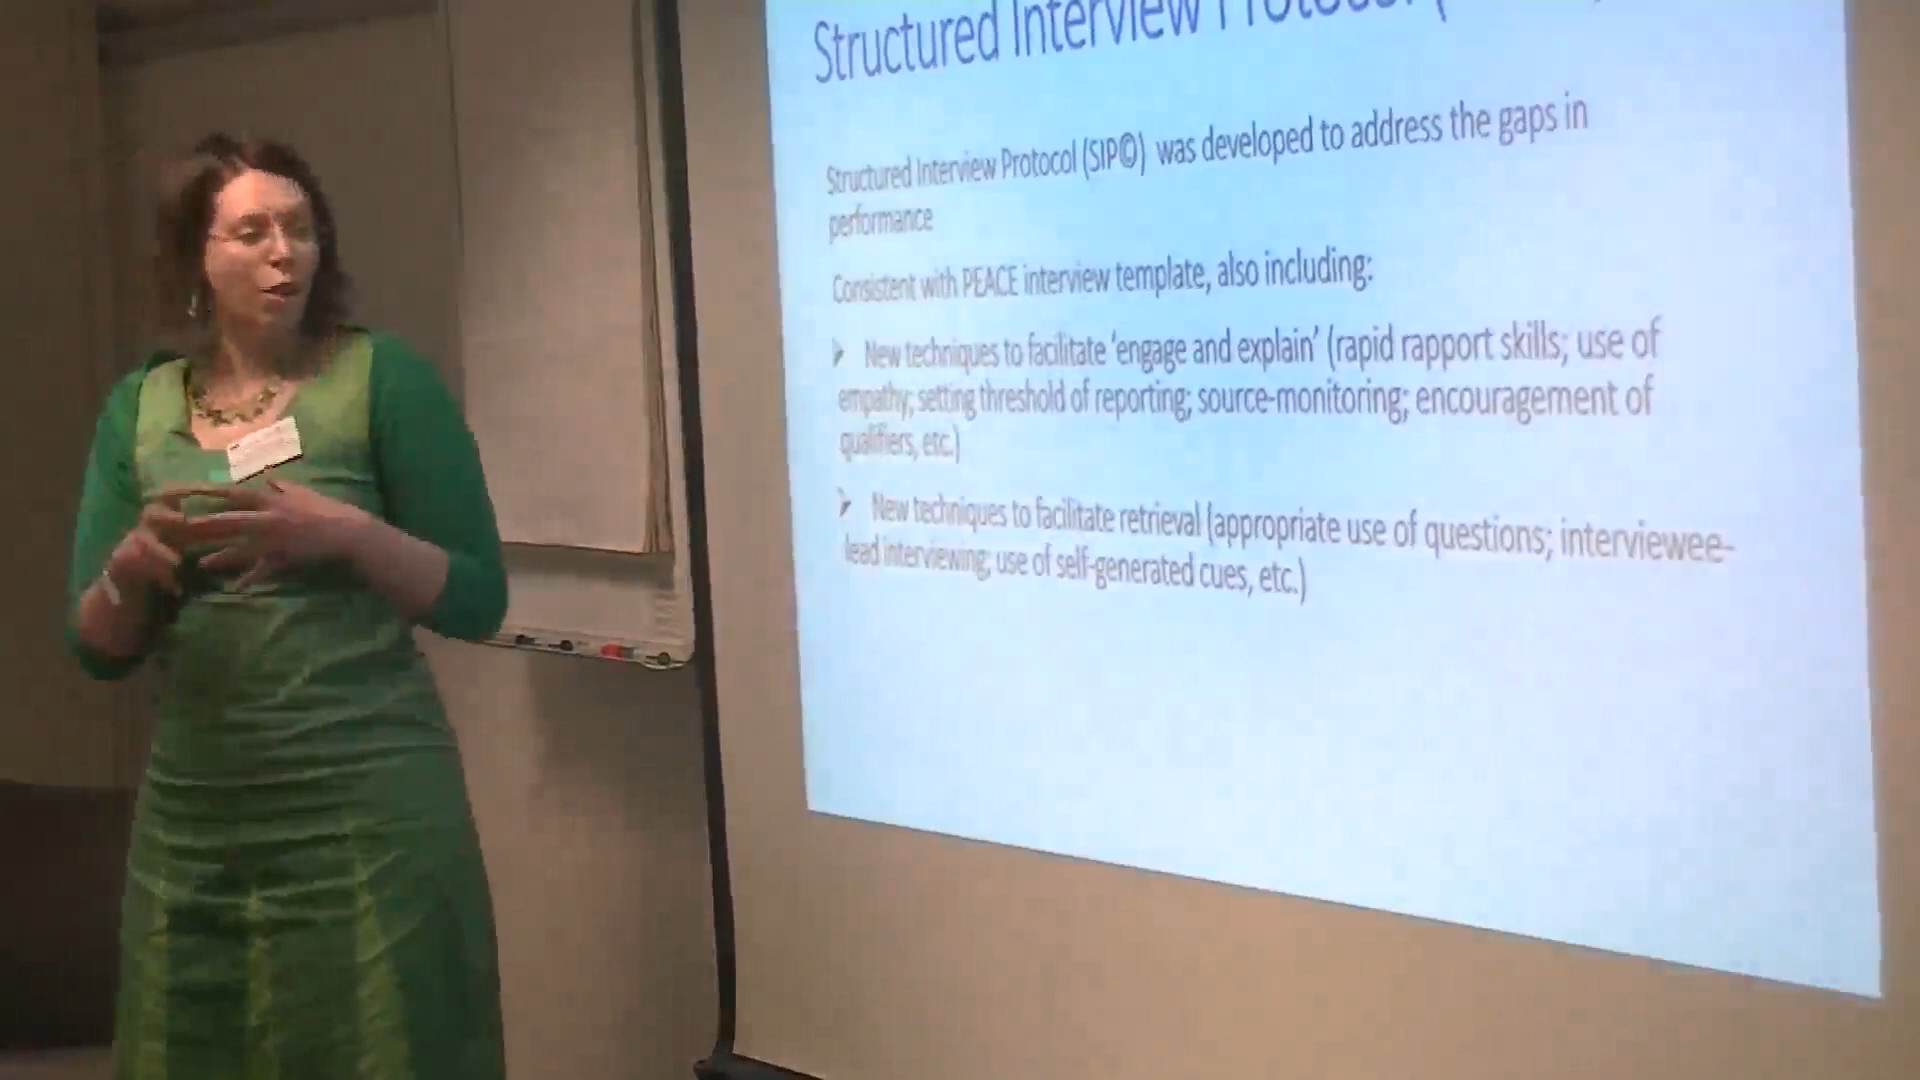 Structured Interview Protocol (
Structured Interview Protocol (SIP©) was developed to address the gaps in
performance
Consistent with PEACE interview template, also including:
New techniques to facilitate ‘engage and explain’ (rapid rapport skills; use of
empathy; setting threshold of reporting; source-monitoring; encouragement of
qualifiers, etc.)
New techniques to facilitate retrieval (appropriate use of questions; interviewee-
lead interviewing; use of self-generated cues, etc.)